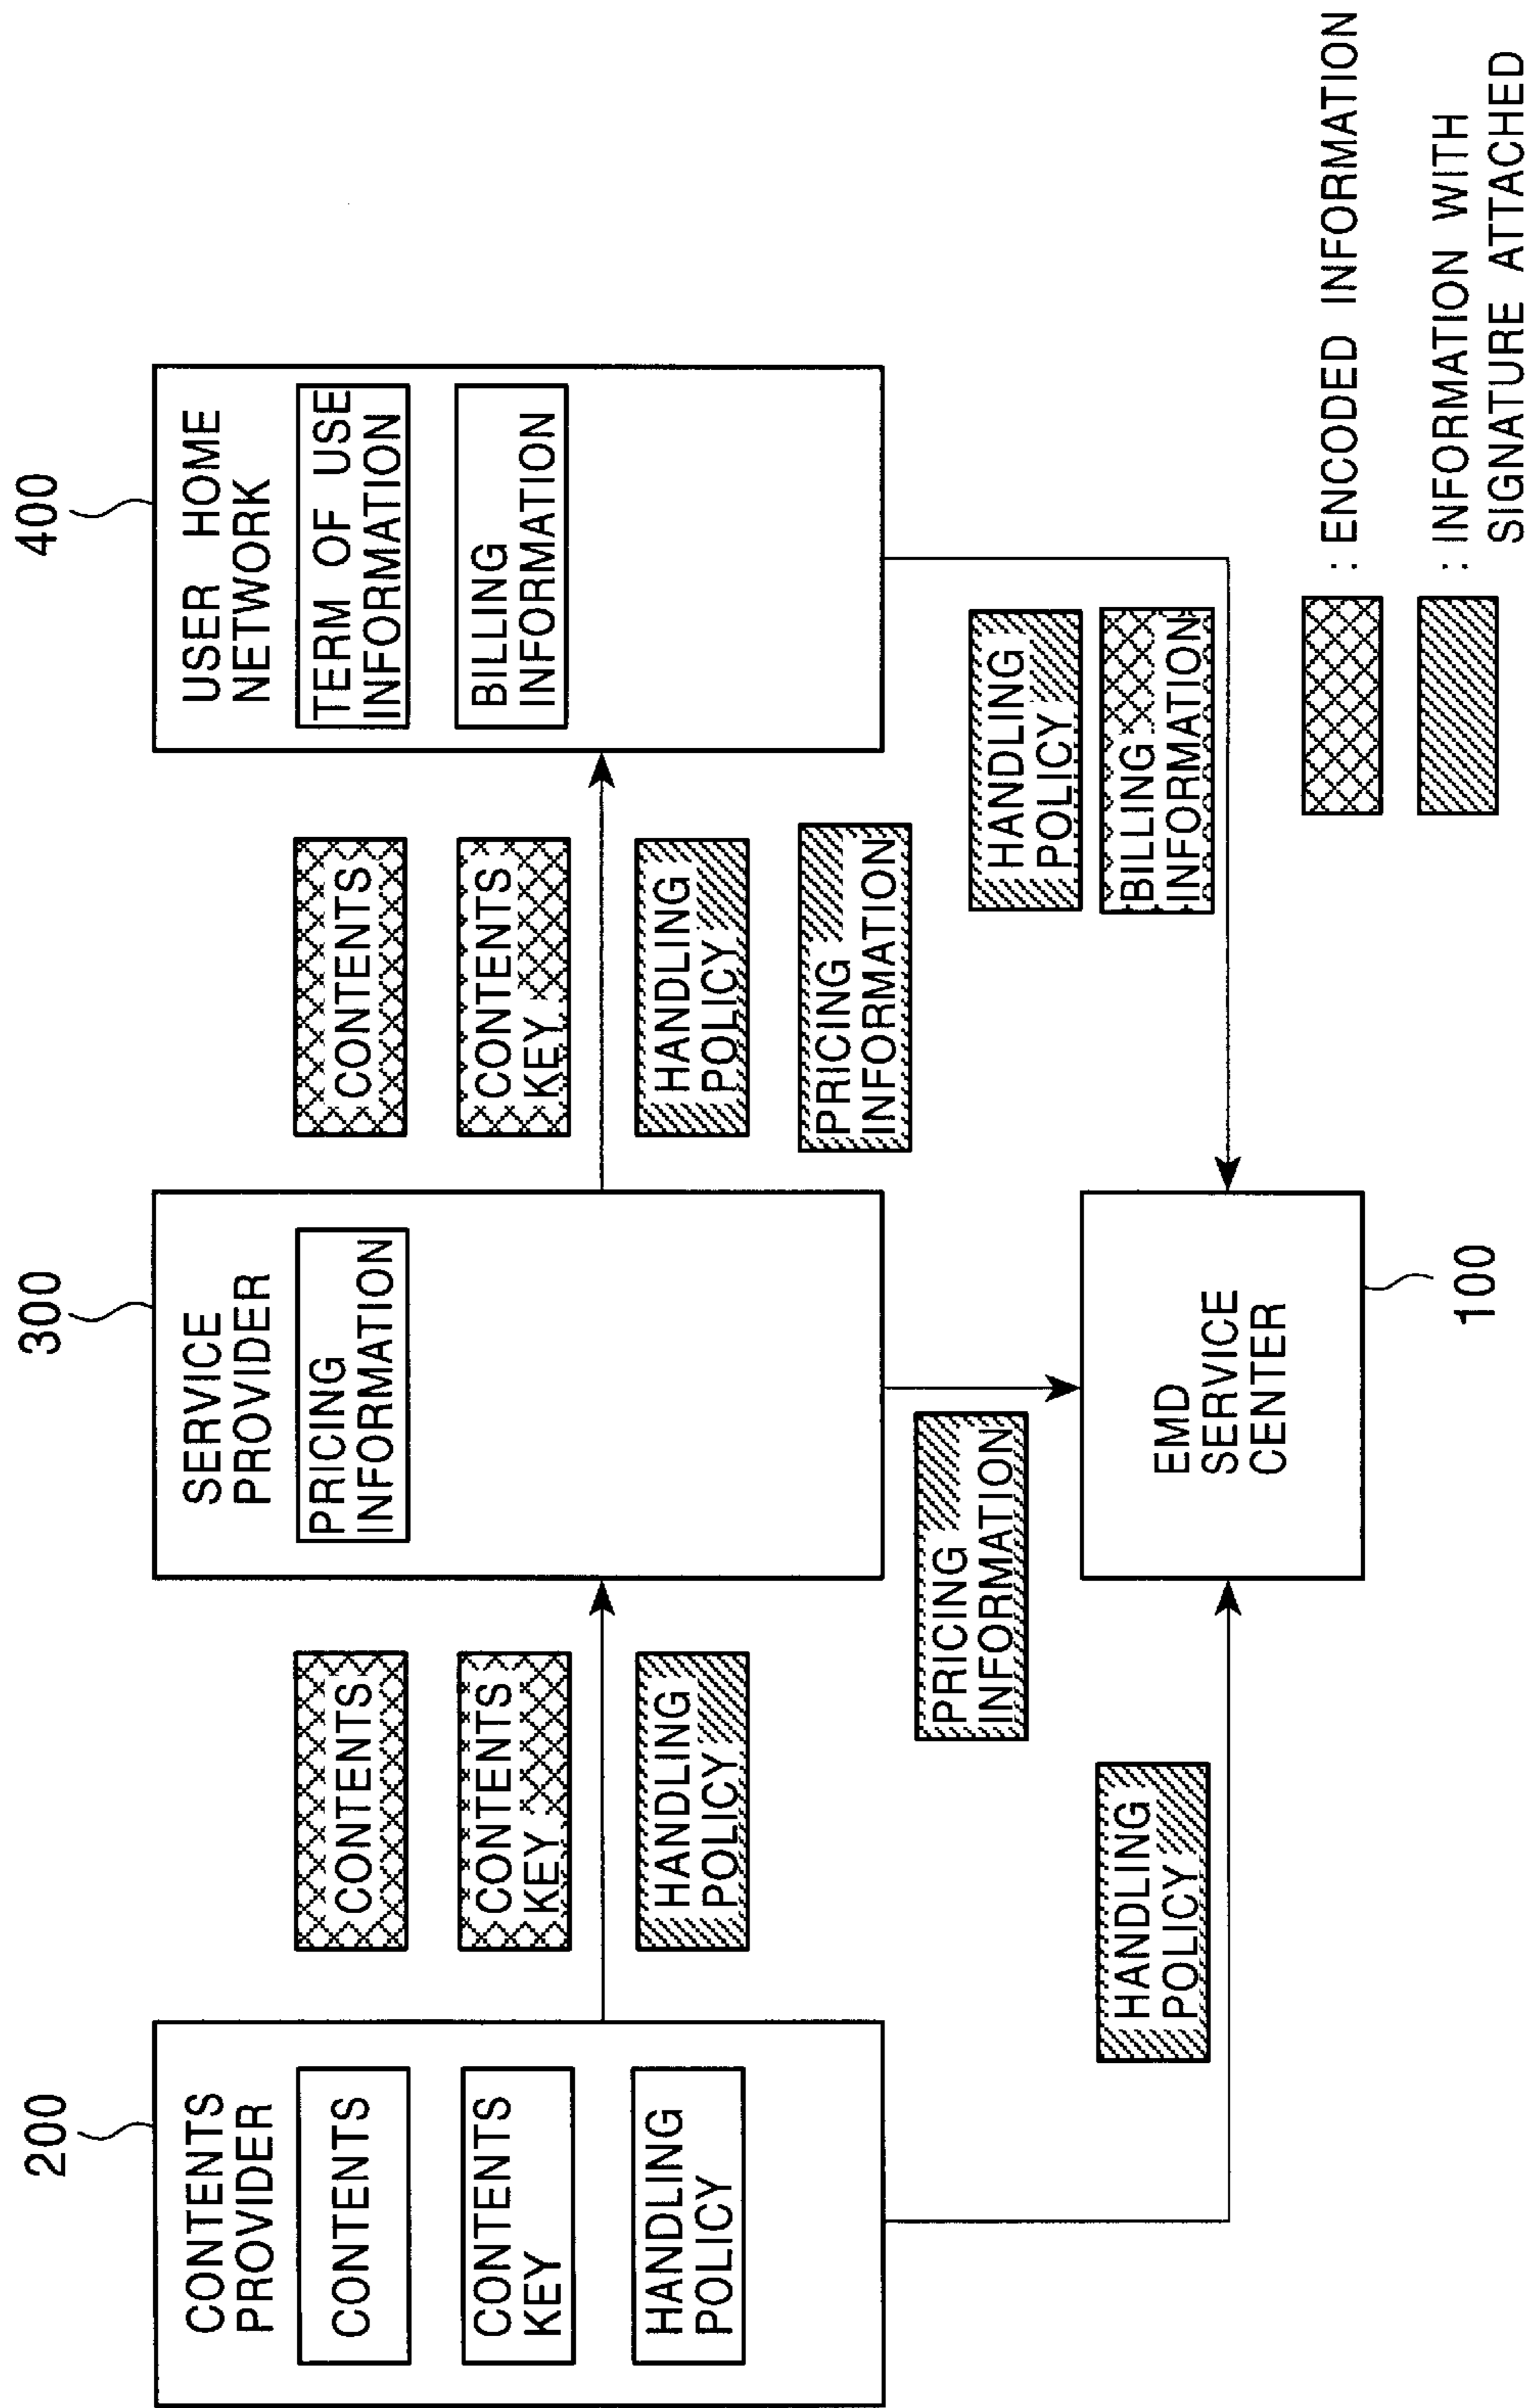 200
CONTENTS
PROVIDER
CONTENTS
CONTENTS
KEY
HANDLING
POLICY
CONTENTS
CONTENTS
KEY
HANDLING
POLICY
HANDLING
POLICY
300
SERVICE
PROVIDER
PRICING
INFORMATION
PRICING
INFORMATION
CONTENTS
CONTENTS
KEY
HANDLING
POLICY
PRICING
INFORMATION
400
USER HOME
NETWORK
TERM OF USE
INFORMATION
BILLING
INFORMATION
HANDLING
POLICY
BILLING
INFORMATION
EMD
SERVICE
CENTER
100
: ENCODED INFORMATION
: INFORMATION WITH
SIGNATURE ATTACHED